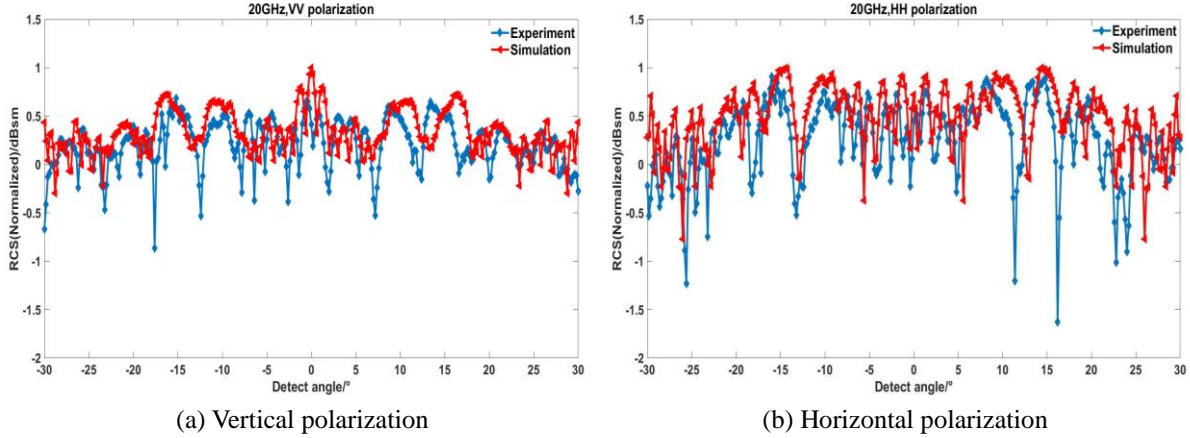 20GHz,VV polarization
RCS(Normalized)/dBsm
1.5
1
0.5
0
-0.5
-1
-1.5
-2
Experiment
Simulation
-30 -25 -20 -15 -10 -5 0 5 10 15 20 25 30
Detect angle/°
(a) Vertical polarization
20GHz,HH polarization
RCS(Normalized)/dBsm
1.5
1
0.5
0
-0.5
-1
-1.5
-2
Experiment
Simulation
-30 -25 -20 -15 -10 -5 0 5 10 15 20 25 30
Detect angle/°
(b) Horizontal polarization